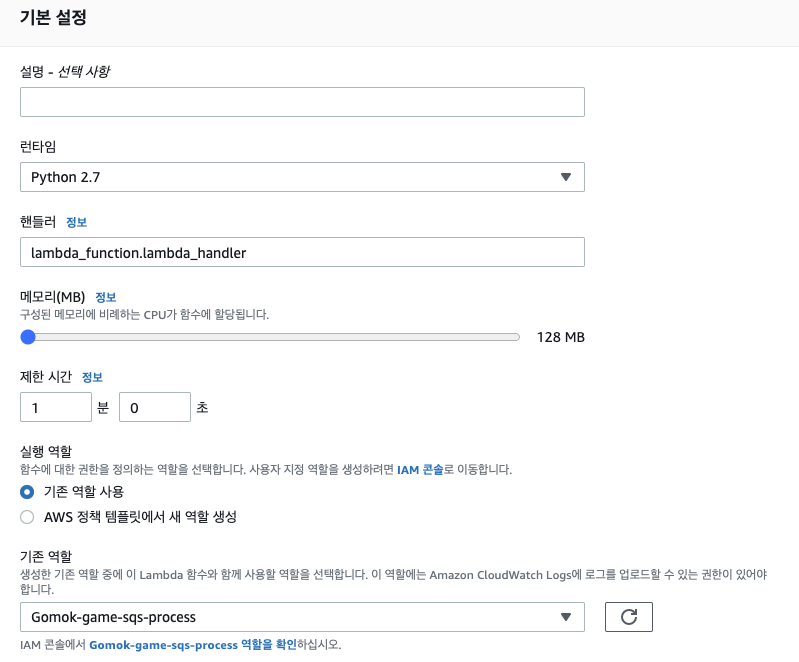 기본 설정
설명 - 선택 사항
런타임
Python 2.7
핸들러 정보
lambda_function.lambda_handler
메모리(MB) 정보
구성된 메모리에 비례하는 CPU가 함수에 할당됩니다.
128 MB
제한 시간 정보
1 분 0 초
실행 역할
함수에 대한 권한을 정의하는 역할을 선택합니다. 사용자 지정 역할을 생성하려면 IAM 콘솔로 이동합니다.
기존 역할 사용
AWS 정책 템플릿에서 새 역할 생성
기존 역할
생성한 기존 역할 중에 이 Lambda 함수와 함께 사용할 역할을 선택합니다. 이 역할에는 Amazon CloudWatch Logs에 로그를 업로드할 수 있는 권한이 있어야
합니다.
Gomok-game-sqs-process
IAM 콘솔에서 Gomok-game-sqs-process 역할을 확인하십시오.